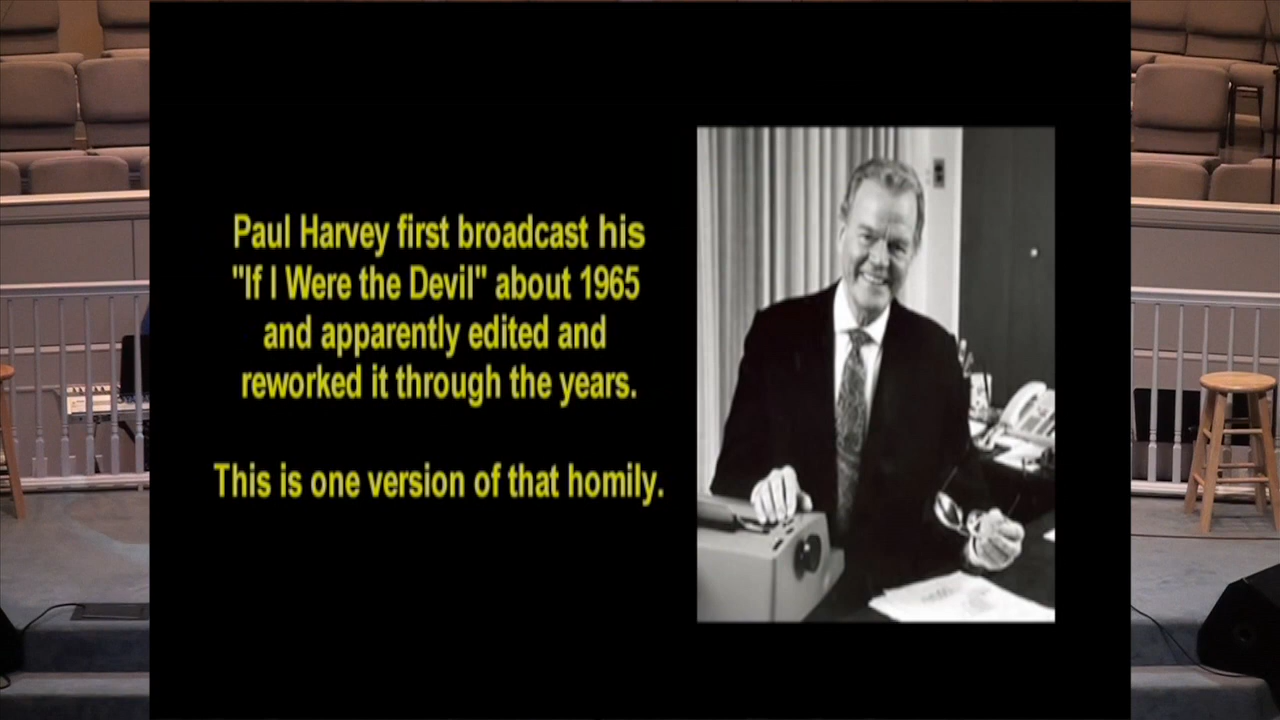 Paul Harvey first broadcast his
"If I Were the Devil" about 1965
and apparently edited and
reworked it through the years.
This is one version of that homily.